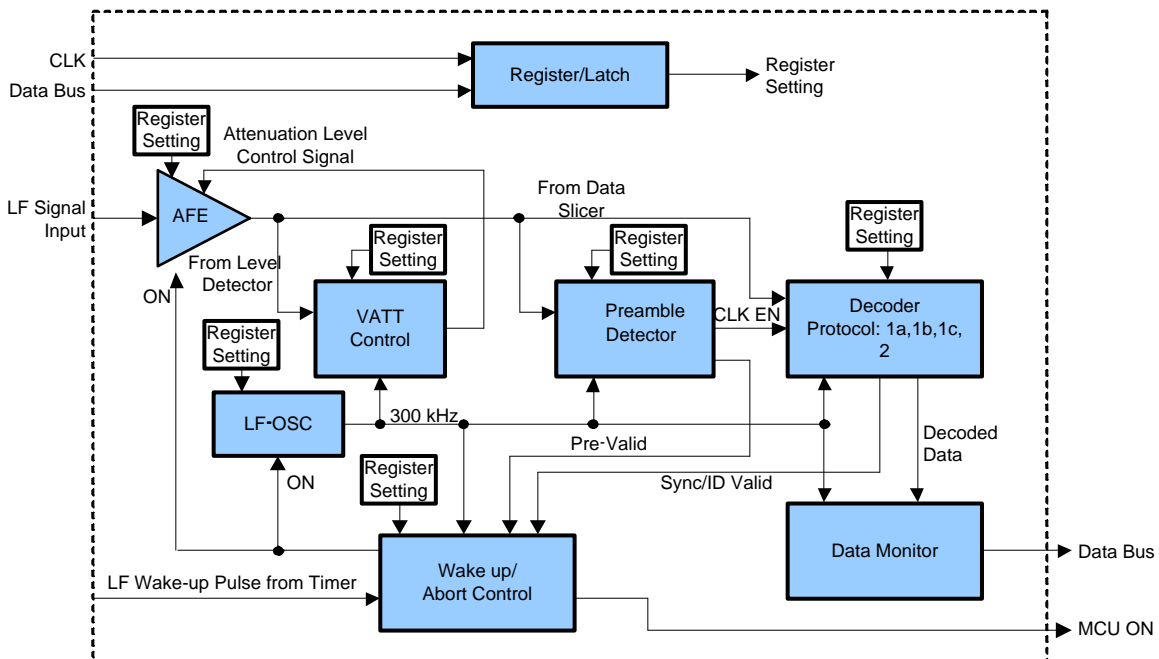 CLK
Data Bus
Register/Latch
Register
Setting
Register
Setting
Attenuation Level
Control Signal
LF Signal
Input
AFE
From Data
Slicer
Register
Setting
Register
Setting
Register
Setting
From Level
Detector
ON
VATT
Control
Preamble
Detector
CLK EN
Decoder
Protocol: 1a,1b,1c,
2
Register
Setting
LF-OSC
300 kHz
ON
Pre-Valid
Decoded
Data
Register
Setting
Sync/ID Valid
Wake up/
Abort Control
Data Monitor
Data Bus
LF Wake-up Pulse from Timer
MCU ON